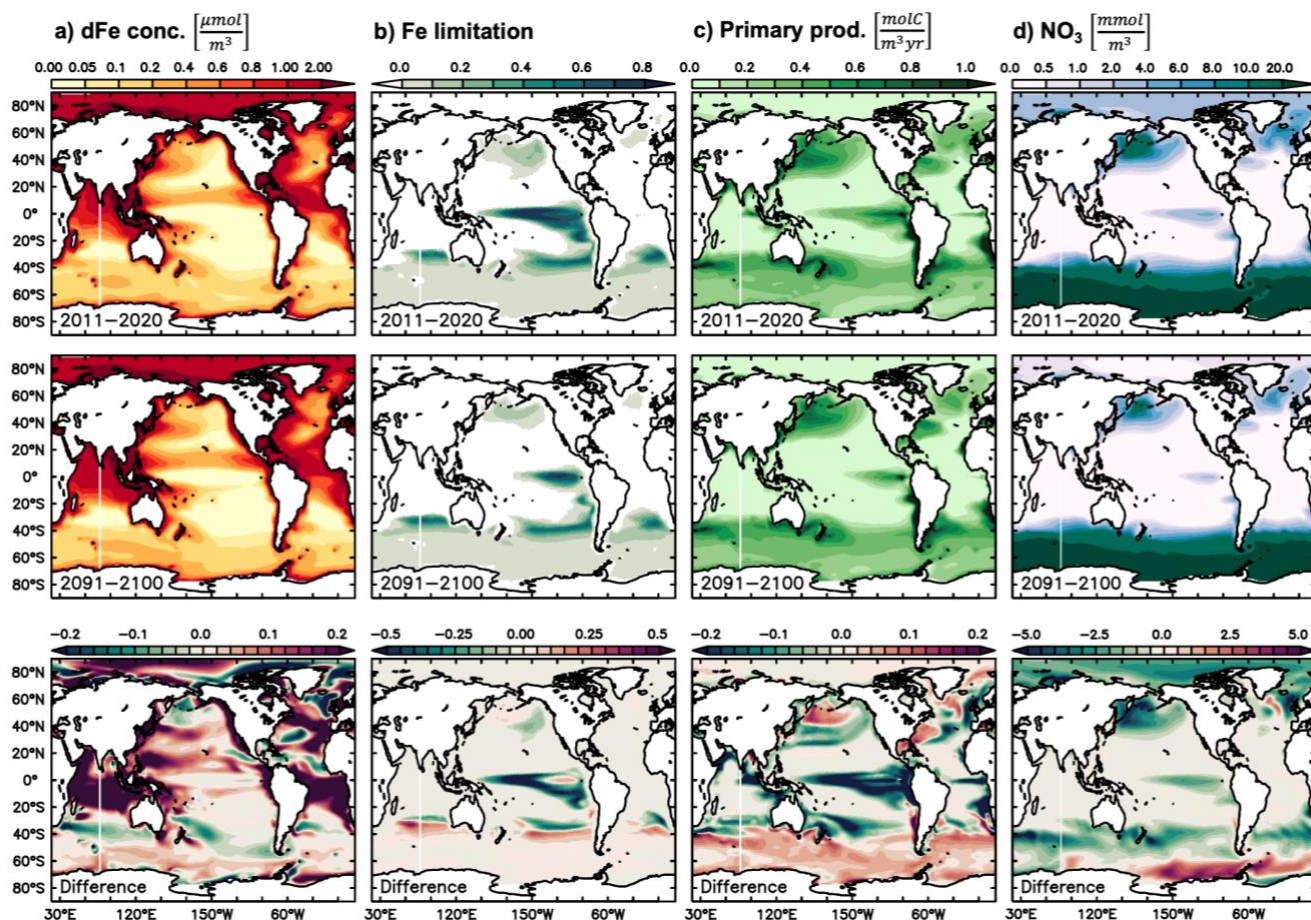 a) dFe conc. [μmol/m³] b) Fe limitation c) Primary prod. [molC/m³yr] d) NO₃ [mmol/m³]
0.00 0.05 0.1 0.2 0.4 0.8 1.00 2.00 0.0 0.2 0.4 0.6 0.8 0.0 0.2 0.4 0.6 0.8 1.0 0.0 0.5 1.0 2.0 4.0 8.0 10.0 20.0
80°N
60°N
40°N
20°N
0°
20°S
40°S
60°S
80°S
2011−2020 2011−2020 2011−2020 2011−2020
80°N
60°N
40°N
20°N
0°
20°S
40°S
60°S
80°S
2091−2100 2091−2100 2091−2100 2091−2100
−0.2 −0.1 0.0 0.1 0.2 −0.5 −0.25 0.00 0.25 0.5 −0.2 −0.1 0.0 0.1 0.2 −5.0 −2.5 0.0 2.5 5.0
80°N
60°N
40°N
20°N
0°
20°S
40°S
60°S
80°S
Difference Difference Difference Difference
30°E 120°E 150°W 60°W 30°E 120°E 150°W 60°W 30°E 120°E 150°W 60°W 30°E 120°E 150°W 60°W